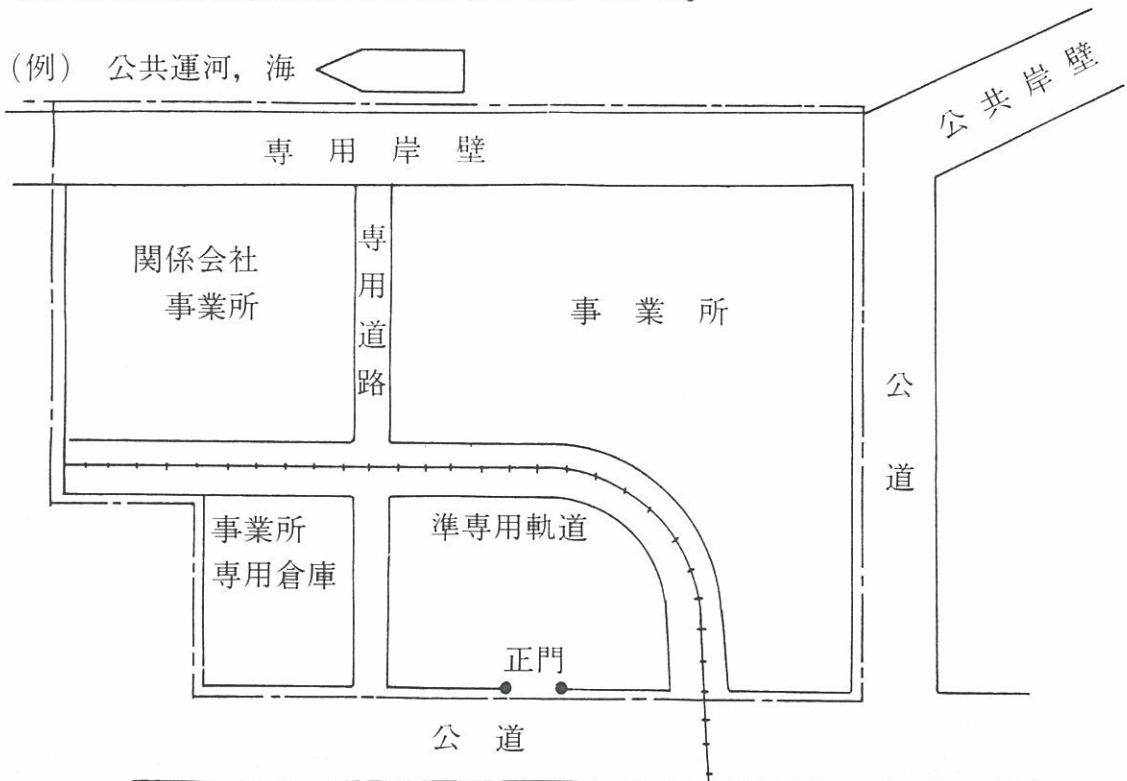 (例) 公共運河, 海
公共岸壁
専用岸壁
関係会社
事業所
専用道路
事業所
公道
事業所
専用倉庫
準専用軌道
正門
公道